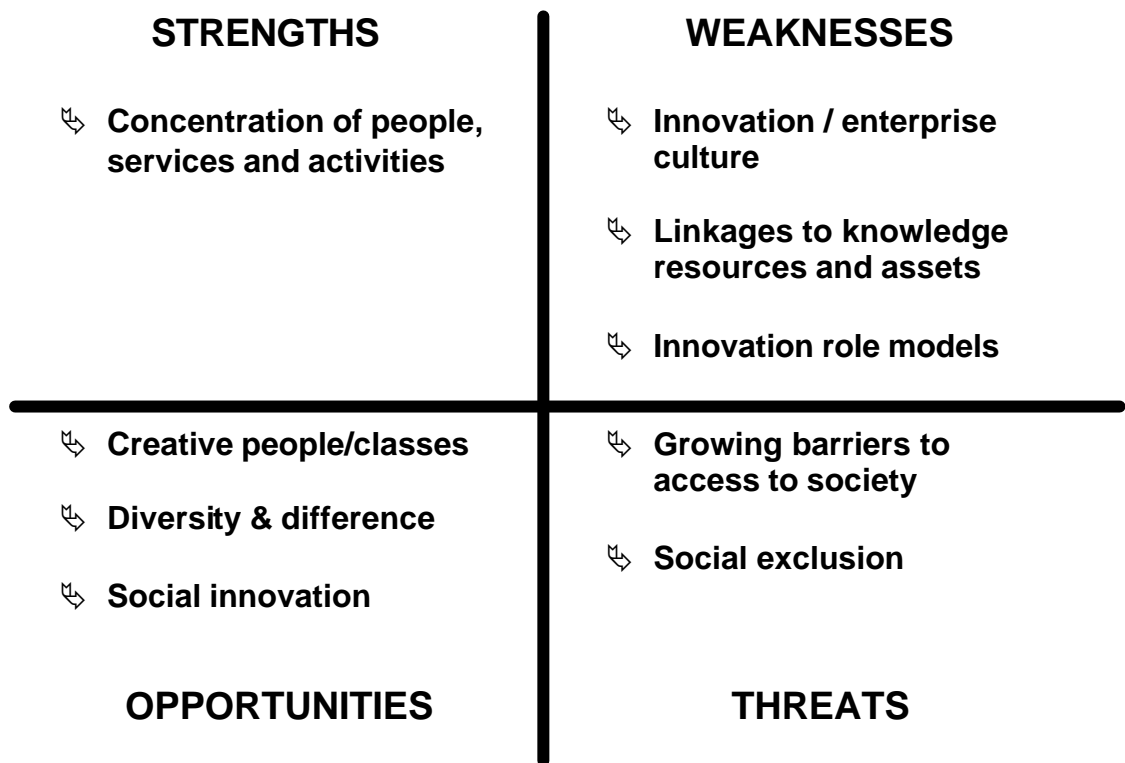 STRENGTHS
Concentration of people,
services and activities
WEAKNESSES
Innovation / enterprise
culture
Linkages to knowledge
resources and assets
Innovation role models
Creative people/classes
Diversity & difference
Social innovation
OPPORTUNITIES
Growing barriers to
access to society
Social exclusion
THREATS